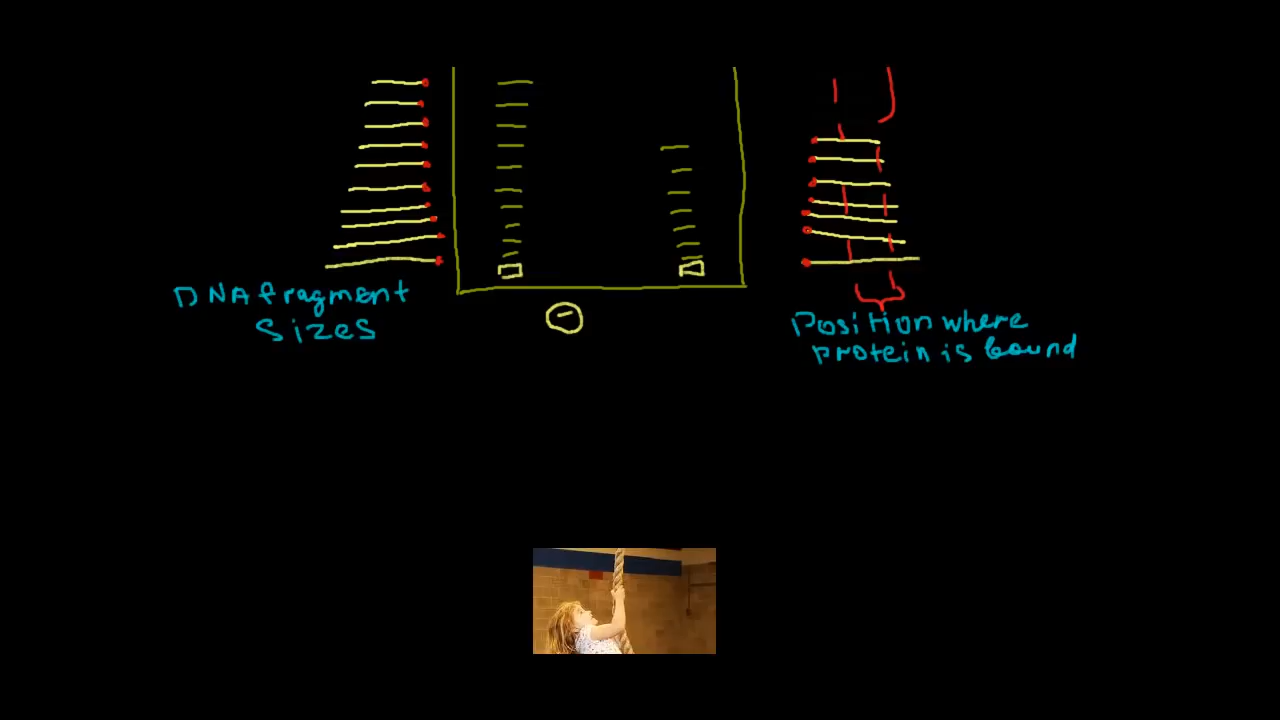 DNA fragment
sizes
−
Position where
protein is bound